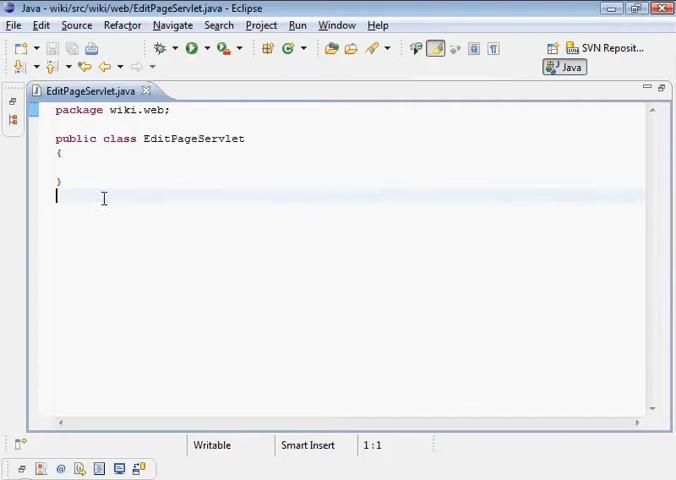 Java - wiki/src/wiki/web/EditPageServlet.java - Eclipse
File Edit Source Refactor Navigate Search Project Run Window Help
SVN Reposit...
Java
EditPageServlet.java
package wiki.web;
public class EditPageServlet
{
}
Writable Smart Insert 1 : 1